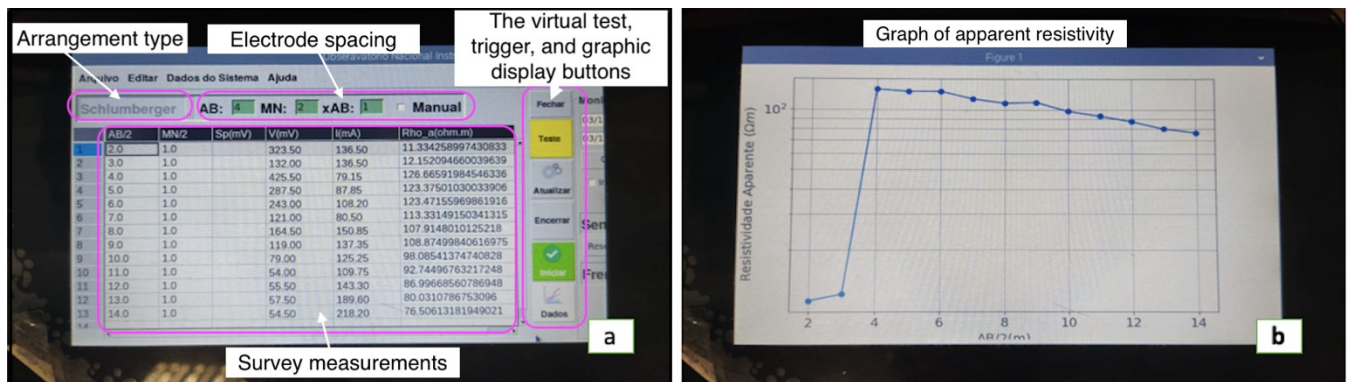 Arrangement type
Electrode spacing
The virtual test,
trigger, and graphic
display buttons
Observatório Nacional
Arquivo Editar Dados do Sistema Ajuda
Schlumberger AB: 4 MN: 2 xAB: 1 Manual
Fechar
AB/2 MN/2 Sp(mV) V(mV) I(mA) Rho_a(ohm.m)
1 2.0 1.0 323.50 136.50 11.334258997430833
2 3.0 1.0 132.00 136.50 12.152094660039639
3 4.0 1.0 425.50 79.15 126.66591984546336
4 5.0 1.0 287.50 87.85 123.37501030033906
5 6.0 1.0 243.00 108.20 123.47155969861916
6 7.0 1.0 121.00 80.50 113.33149150341315
7 8.0 1.0 164.50 150.85 107.9148010125218
8 9.0 1.0 119.00 137.35 108.87499840616975
9 10.0 1.0 79.00 125.25 98.08541374740828
10 11.0 1.0 54.00 109.75 92.74496763217248
11 12.0 1.0 55.50 143.30 86.99668560786948
12 13.0 1.0 57.50 189.60 80.0310786753096
13 14.0 1.0 54.50 218.20 76.50613181949021
Teste
Atualizar
Encerrar
Iniciar
Dados
Survey measurements
a
Graph of apparent resistivity
Figure 1
10²
Resistividade Aparente (Ωm)
2 4 6 8 10 12 14
AB/2(m)
b